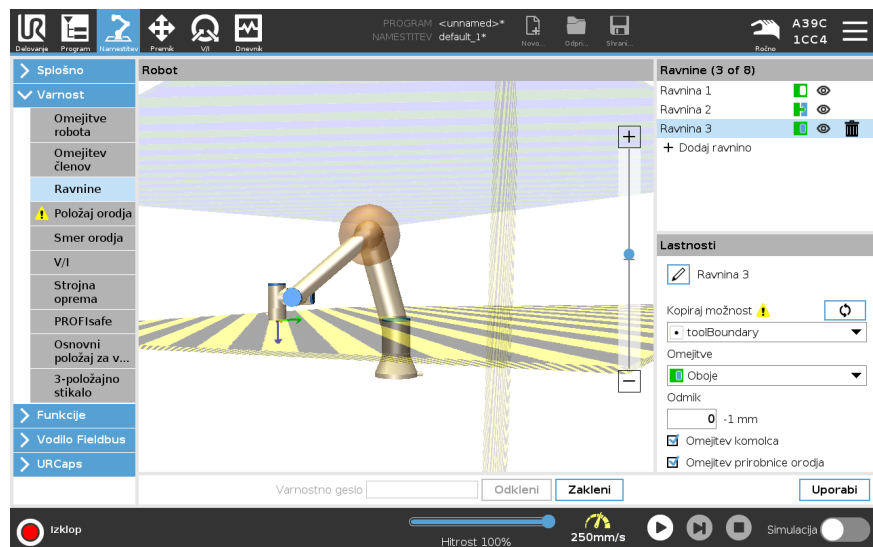 PROGRAM <unnamed>*
NAMESTITEV default_1*
Delovanje
Program
Namestitev
Premik
V/I
Dnevnik
Novo...
Odpri...
Shrani...
Ročno
A39C
1CC4
Splošno
Varnost
Omejitve
robota
Omejitev
členov
Ravnine
Položaj orodja
Smer orodja
V/I
Strojna
oprema
PROFIsafe
Osnovni
položaj za v...
3-položajno
stikalo
Funkcije
Vodilo Fieldbus
URCaps
Robot
Ravnine (3 of 8)
Ravnina 1
Ravnina 2
Ravnina 3
+ Dodaj ravnino
Lastnosti
Ravnina 3
Kopiraj možnost
toolBoundary
Omejitve
Oboje
Odmik
0 -1 mm
Omejitev komolca
Omejitev prirobnice orodja
Varnostno geslo
Odkleni
Zakleni
Uporabi
Izklop
Hitrost 100%
250mm/s
Simulacija